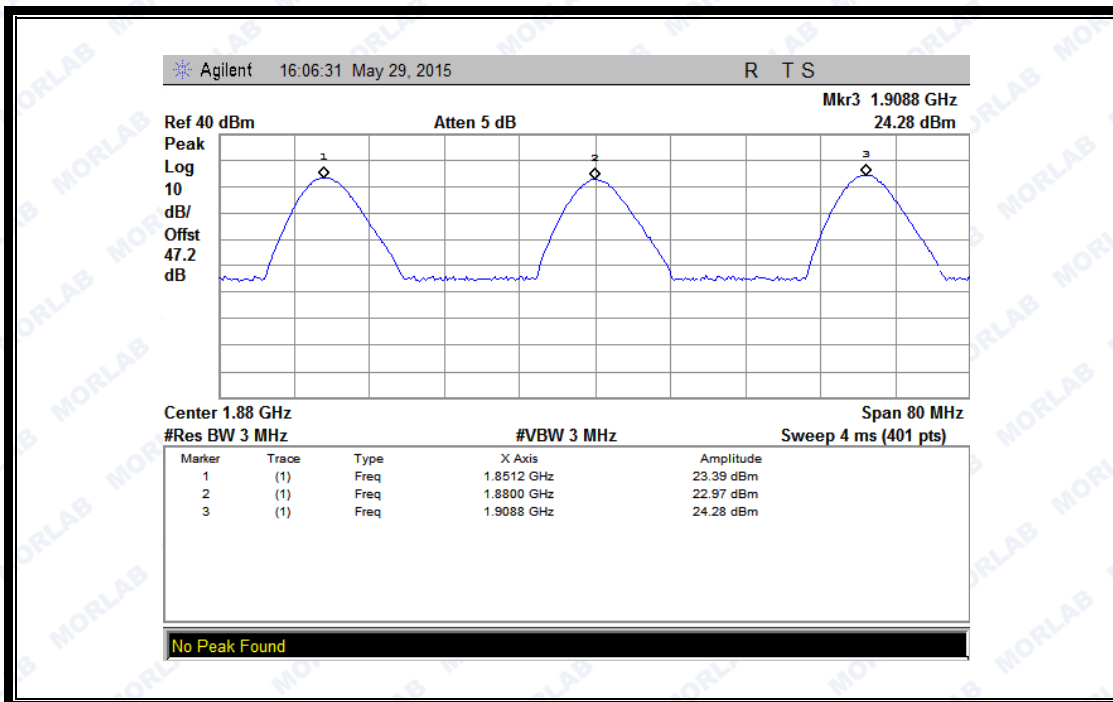 Agilent 16:06:31 May 29, 2015 R T S
Mkr3 1.9088 GHz
Ref 40 dBm Atten 5 dB 24.28 dBm
Peak
Log
10
dB/
Offst
47.2
dB
1 2 3
Center 1.88 GHz Span 80 MHz
#Res BW 3 MHz #VBW 3 MHz Sweep 4 ms (401 pts)
Marker Trace Type X Axis Amplitude
1 (1) Freq 1.8512 GHz 23.39 dBm
2 (1) Freq 1.8800 GHz 22.97 dBm
3 (1) Freq 1.9088 GHz 24.28 dBm
No Peak Found
MORLAB